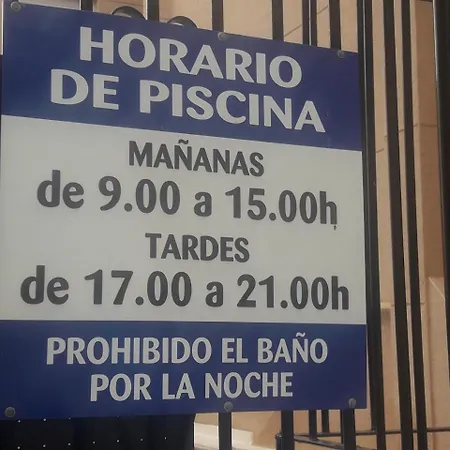 HORARIO
DE PISCINA
MAÑANAS
de 9.00 a 15.00h
TARDES
de 17.00 a 21.00h
PROHIBIDO EL BAÑO
POR LA NOCHE